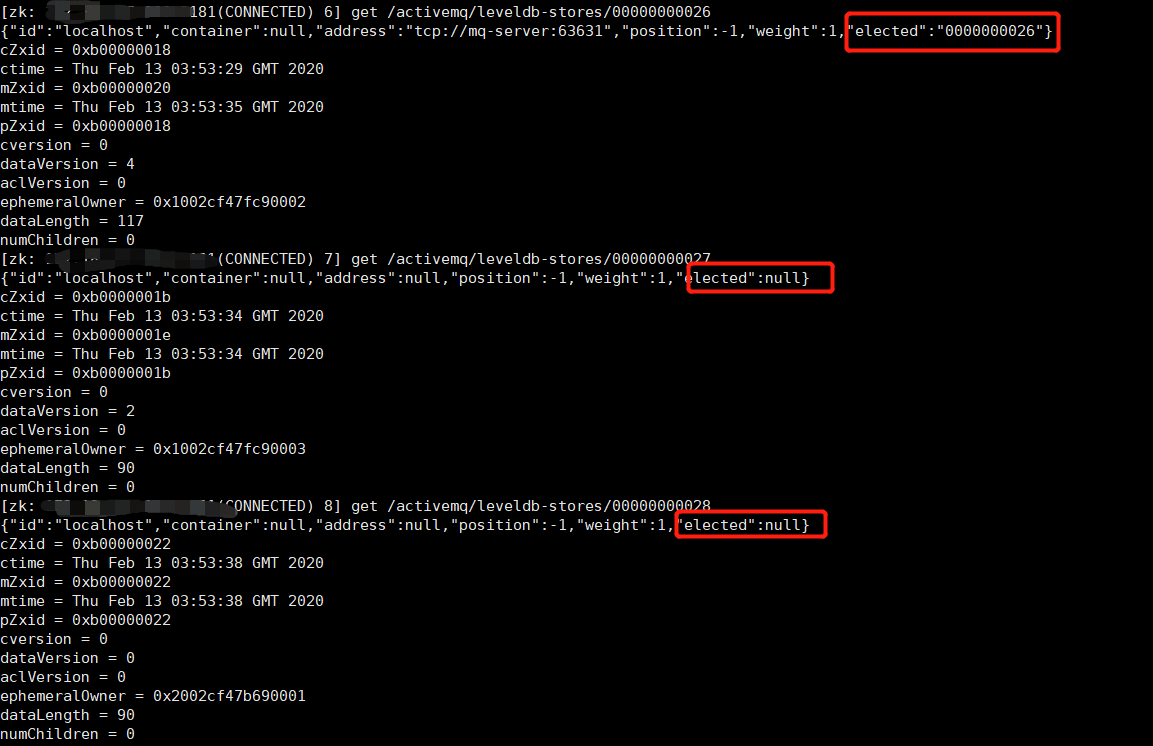 [zk: 181(CONNECTED) 6] get /activemq/leveldb-stores/00000000026
{"id":"localhost","container":null,"address":"tcp://mq-server:63631","position":-1,"weight":1,"elected":"0000000026"}
cZxid = 0xb00000018
ctime = Thu Feb 13 03:53:29 GMT 2020
mZxid = 0xb00000020
mtime = Thu Feb 13 03:53:35 GMT 2020
pZxid = 0xb00000018
cversion = 0
dataVersion = 4
aclVersion = 0
ephemeralOwner = 0x1002cf47fc90002
dataLength = 117
numChildren = 0
[zk: (CONNECTED) 7] get /activemq/leveldb-stores/00000000027
{"id":"localhost","container":null,"address":null,"position":-1,"weight":1,"elected":null}
cZxid = 0xb0000001b
ctime = Thu Feb 13 03:53:34 GMT 2020
mZxid = 0xb0000001e
mtime = Thu Feb 13 03:53:34 GMT 2020
pZxid = 0xb0000001b
cversion = 0
dataVersion = 2
aclVersion = 0
ephemeralOwner = 0x1002cf47fc90003
dataLength = 90
numChildren = 0
[zk: (CONNECTED) 8] get /activemq/leveldb-stores/00000000028
{"id":"localhost","container":null,"address":null,"position":-1,"weight":1,"elected":null}
cZxid = 0xb00000022
ctime = Thu Feb 13 03:53:38 GMT 2020
mZxid = 0xb00000022
mtime = Thu Feb 13 03:53:38 GMT 2020
pZxid = 0xb00000022
cversion = 0
dataVersion = 0
aclVersion = 0
ephemeralOwner = 0x2002cf47b690001
dataLength = 90
numChildren = 0